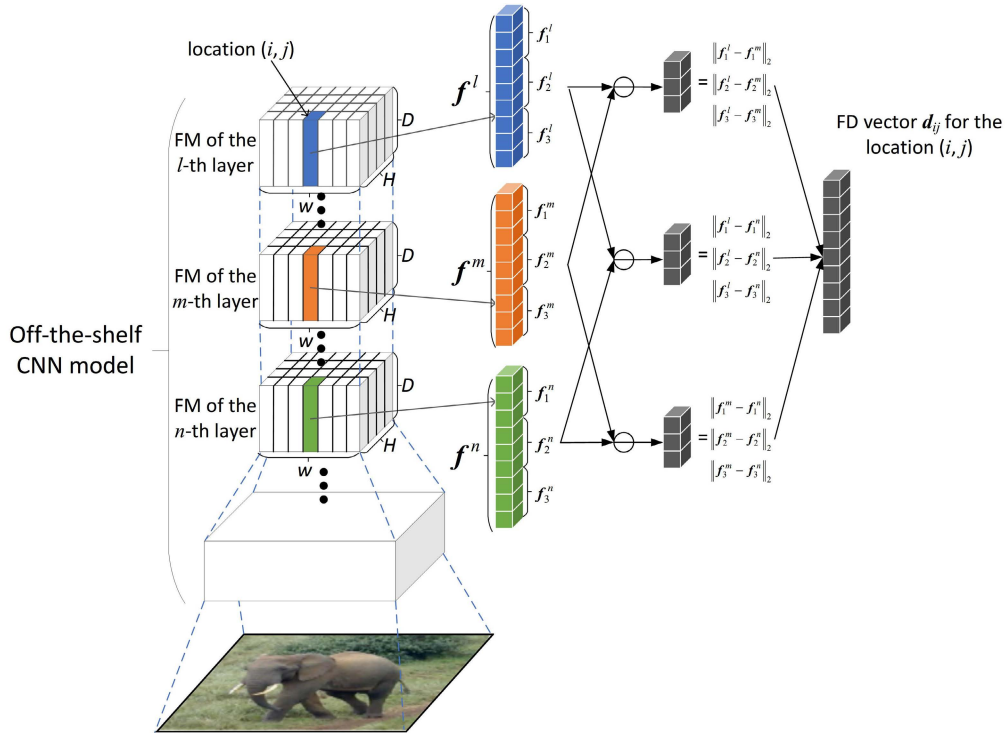 location (i, j)
FM of the
l-th layer
D
H
w
FM of the
m-th layer
D
H
w
FM of the
n-th layer
D
H
w
Off-the-shelf
CNN model
f^l
f_1^l
f_2^l
f_3^l
f^m
f_1^m
f_2^m
f_3^m
f^n
f_1^n
f_2^n
f_3^n
= ‖f_1^l − f_1^m‖_2
‖f_2^l − f_2^m‖_2
‖f_3^l − f_3^m‖_2
= ‖f_1^l − f_1^n‖_2
‖f_2^l − f_2^n‖_2
‖f_3^l − f_3^n‖_2
= ‖f_1^m − f_1^n‖_2
‖f_2^m − f_2^n‖_2
‖f_3^m − f_3^n‖_2
FD vector d_ij for the
location (i, j)